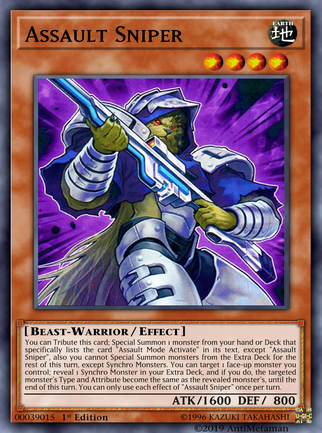 Assault Sniper
EARTH
地
[Beast-Warrior / Effect]
You can Tribute this card; Special Summon 1 monster from your hand or Deck that
specifically lists the card "Assault Mode Activate" in its text, except "Assault
Sniper", also you cannot Special Summon monsters from the Extra Deck for the
rest of this turn, except Synchro Monsters. You can target 1 face-up monster you
control; reveal 1 Synchro Monster in your Extra Deck, and if you do, the targeted
monster's Type and Attribute become the same as the revealed monster's, until the
end of this turn. You can only use each effect of "Assault Sniper" once per turn.
ATK/1600 DEF/ 800
00039015 1st Edition ©1996 KAZUKI TAKAHASHI
©2019 AntiMetaman